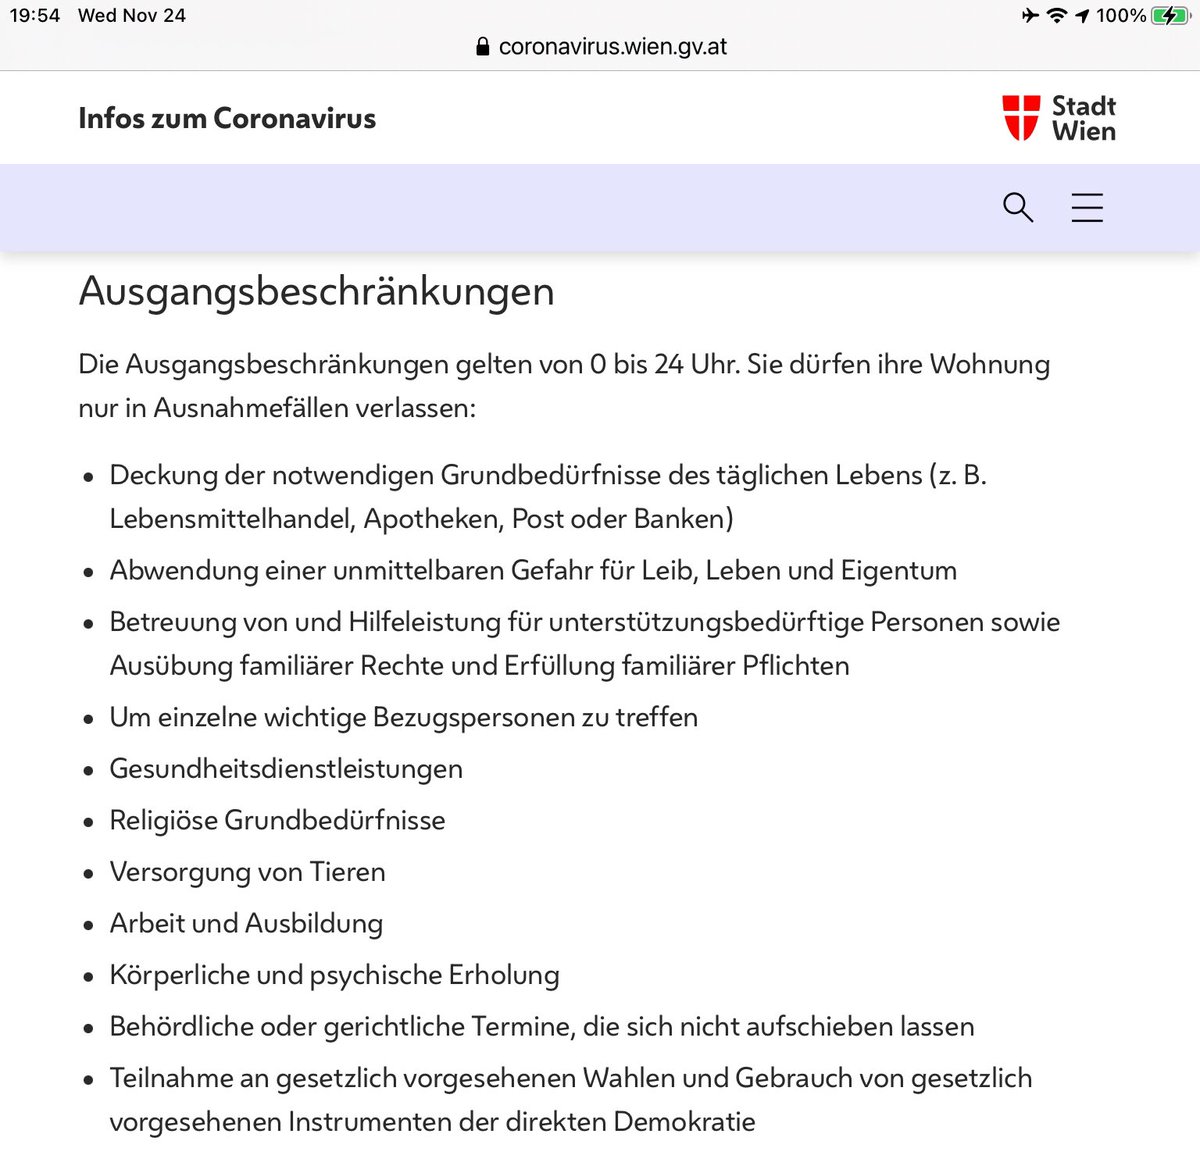 19:54 Wed Nov 24 100%
coronavirus.wien.gv.at
Infos zum Coronavirus
Stadt
Wien
Ausgangsbeschränkungen
Die Ausgangsbeschränkungen gelten von 0 bis 24 Uhr. Sie dürfen ihre Wohnung
nur in Ausnahmefällen verlassen:
• Deckung der notwendigen Grundbedürfnisse des täglichen Lebens (z. B.
Lebensmittelhandel, Apotheken, Post oder Banken)
• Abwendung einer unmittelbaren Gefahr für Leib, Leben und Eigentum
• Betreuung von und Hilfeleistung für unterstützungsbedürftige Personen sowie
Ausübung familiärer Rechte und Erfüllung familiärer Pflichten
• Um einzelne wichtige Bezugspersonen zu treffen
• Gesundheitsdienstleistungen
• Religiöse Grundbedürfnisse
• Versorgung von Tieren
• Arbeit und Ausbildung
• Körperliche und psychische Erholung
• Behördliche oder gerichtliche Termine, die sich nicht aufschieben lassen
• Teilnahme an gesetzlich vorgesehenen Wahlen und Gebrauch von gesetzlich
vorgesehenen Instrumenten der direkten Demokratie